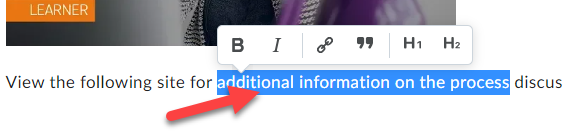 LEARNER
B I ” H1 H2
View the following site for additional information on the process discus